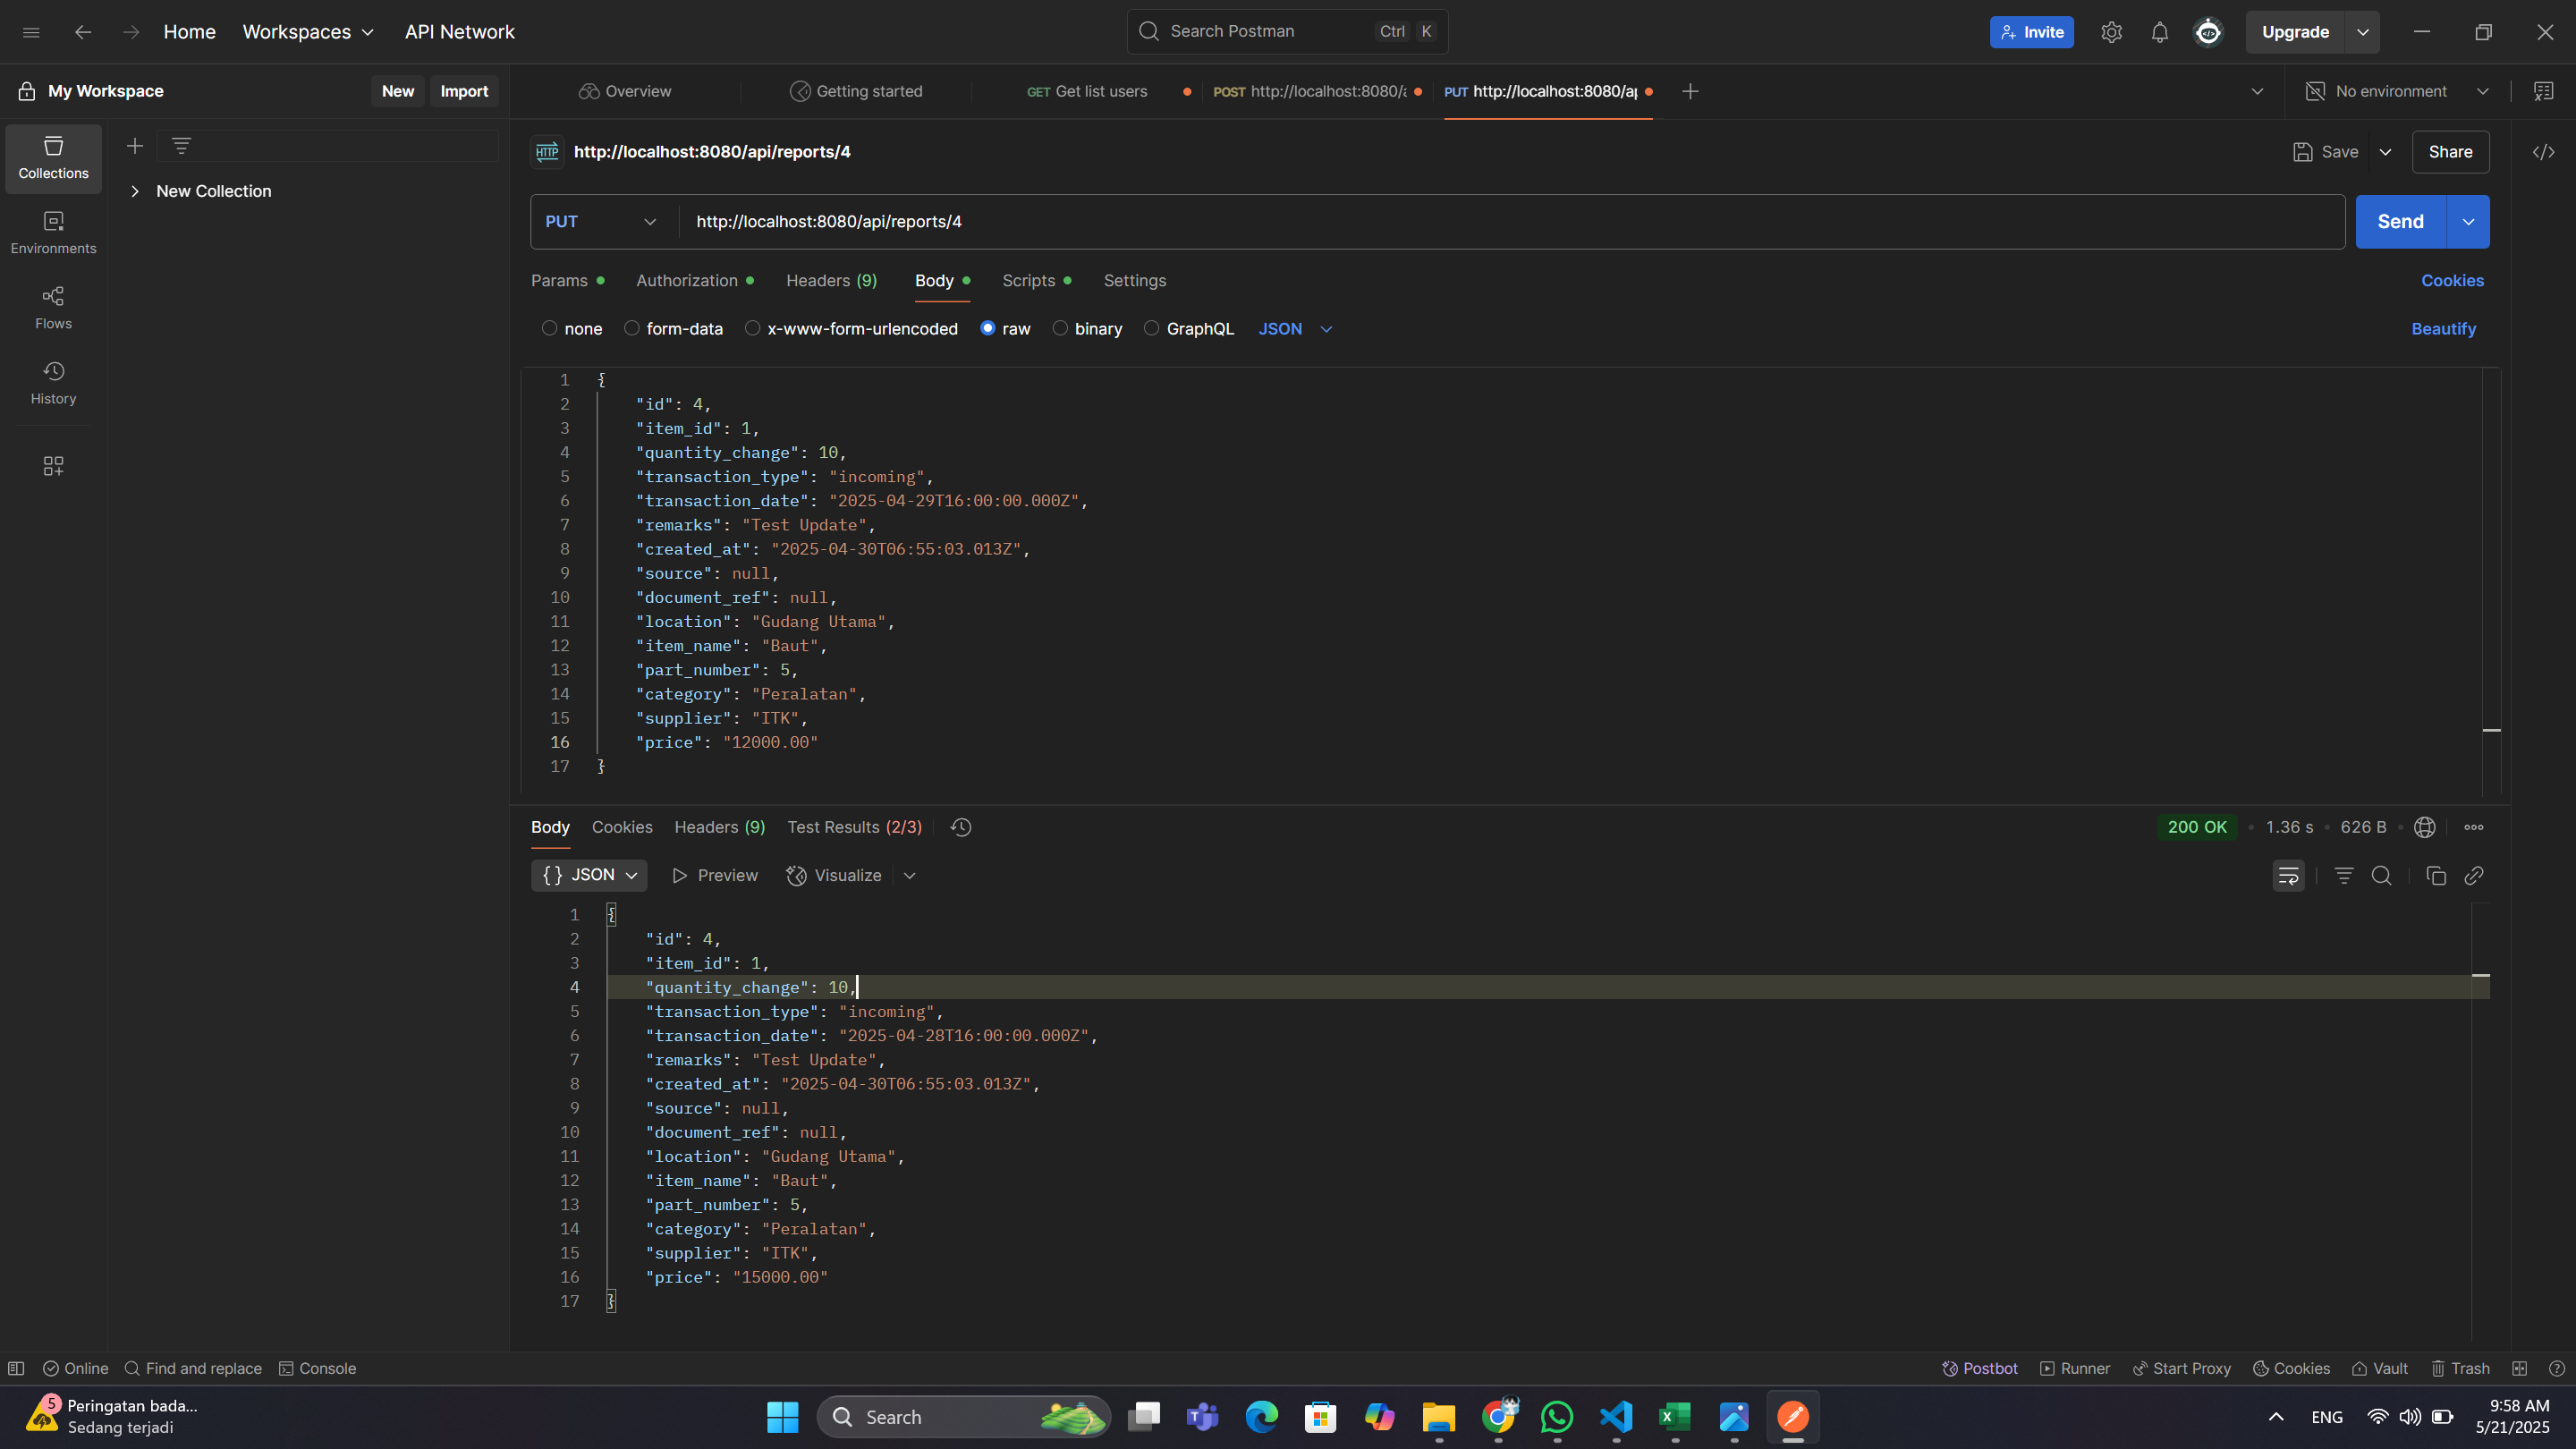 Home
Workspaces
API Network
Search Postman
Ctrl K
Invite
Upgrade
My Workspace
New
Import
Overview
Getting started
GET Get list users
POST http://localhost:8080/a
PUT http://localhost:8080/ap
No environment
Collections
Environments
Flows
History
New Collection
HTTP
http://localhost:8080/api/reports/4
Save
Share
PUT
http://localhost:8080/api/reports/4
Send
Params
Authorization
Headers (9)
Body
Scripts
Settings
Cookies
none
form-data
x-www-form-urlencoded
raw
binary
GraphQL
JSON
Beautify
1 {
2 "id": 4,
3 "item_id": 1,
4 "quantity_change": 10,
5 "transaction_type": "incoming",
6 "transaction_date": "2025-04-29T16:00:00.000Z",
7 "remarks": "Test Update",
8 "created_at": "2025-04-30T06:55:03.013Z",
9 "source": null,
10 "document_ref": null,
11 "location": "Gudang Utama",
12 "item_name": "Baut",
13 "part_number": 5,
14 "category": "Peralatan",
15 "supplier": "ITK",
16 "price": "12000.00"
17 }
Body
Cookies
Headers (9)
Test Results (2/3)
200 OK
1.36 s
626 B
{} JSON
Preview
Visualize
1 {
2 "id": 4,
3 "item_id": 1,
4 "quantity_change": 10,
5 "transaction_type": "incoming",
6 "transaction_date": "2025-04-28T16:00:00.000Z",
7 "remarks": "Test Update",
8 "created_at": "2025-04-30T06:55:03.013Z",
9 "source": null,
10 "document_ref": null,
11 "location": "Gudang Utama",
12 "item_name": "Baut",
13 "part_number": 5,
14 "category": "Peralatan",
15 "supplier": "ITK",
16 "price": "15000.00"
17 }
Online
Find and replace
Console
Postbot
Runner
Start Proxy
Cookies
Vault
Trash
5
Peringatan bada...
Sedang terjadi
Search
ENG
9:58 AM
5/21/2025